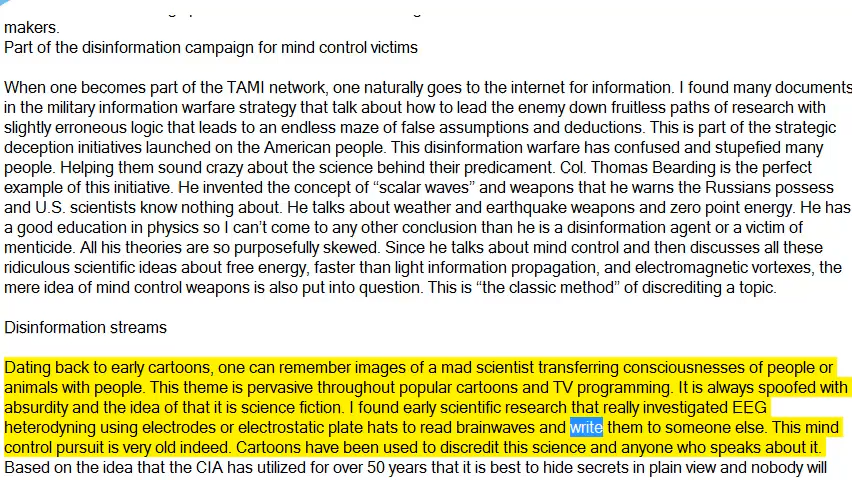 makers.
Part of the disinformation campaign for mind control victims
When one becomes part of the TAMI network, one naturally goes to the internet for information. I found many documents
in the military information warfare strategy that talk about how to lead the enemy down fruitless paths of research with
slightly erroneous logic that leads to an endless maze of false assumptions and deductions. This is part of the strategic
deception initiatives launched on the American people. This disinformation warfare has confused and stupefied many
people. Helping them sound crazy about the science behind their predicament. Col. Thomas Bearding is the perfect
example of this initiative. He invented the concept of “scalar waves” and weapons that he warns the Russians possess
and U.S. scientists know nothing about. He talks about weather and earthquake weapons and zero point energy. He has
a good education in physics so I can’t come to any other conclusion than he is a disinformation agent or a victim of
menticide. All his theories are so purposefully skewed. Since he talks about mind control and then discusses all these
ridiculous scientific ideas about free energy, faster than light information propagation, and electromagnetic vortexes, the
mere idea of mind control weapons is also put into question. This is “the classic method” of discrediting a topic.
Disinformation streams
Dating back to early cartoons, one can remember images of a mad scientist transferring consciousnesses of people or
animals with people. This theme is pervasive throughout popular cartoons and TV programming. It is always spoofed with
absurdity and the idea of that it is science fiction. I found early scientific research that really investigated EEG
heterodyning using electrodes or electrostatic plate hats to read brainwaves and write them to someone else. This mind
control pursuit is very old indeed. Cartoons have been used to discredit this science and anyone who speaks about it.
Based on the idea that the CIA has utilized for over 50 years that it is best to hide secrets in plain view and nobody will